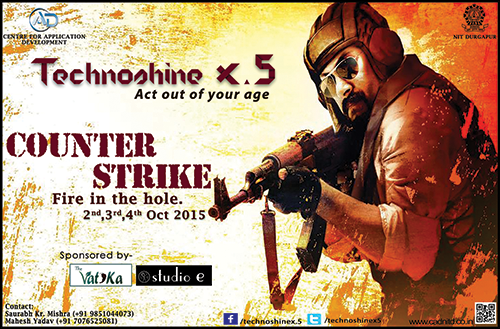 CENTRE FOR APPLICATION
DEVELOPMENT
NIT DURGAPUR
Technoshine x.5
Act out of your age
COUNTER
STRIKE
Fire in the hole.
2nd,3rd,4th Oct 2015
Sponsored by-
The
Vatika
studio e
Contact:
Saurabh Kr. Mishra (+91 9851044073)
Mahesh Yadav (+91 7076525081)
/technoshinex.5
/technoshinex5
www.cadnitd.co.in